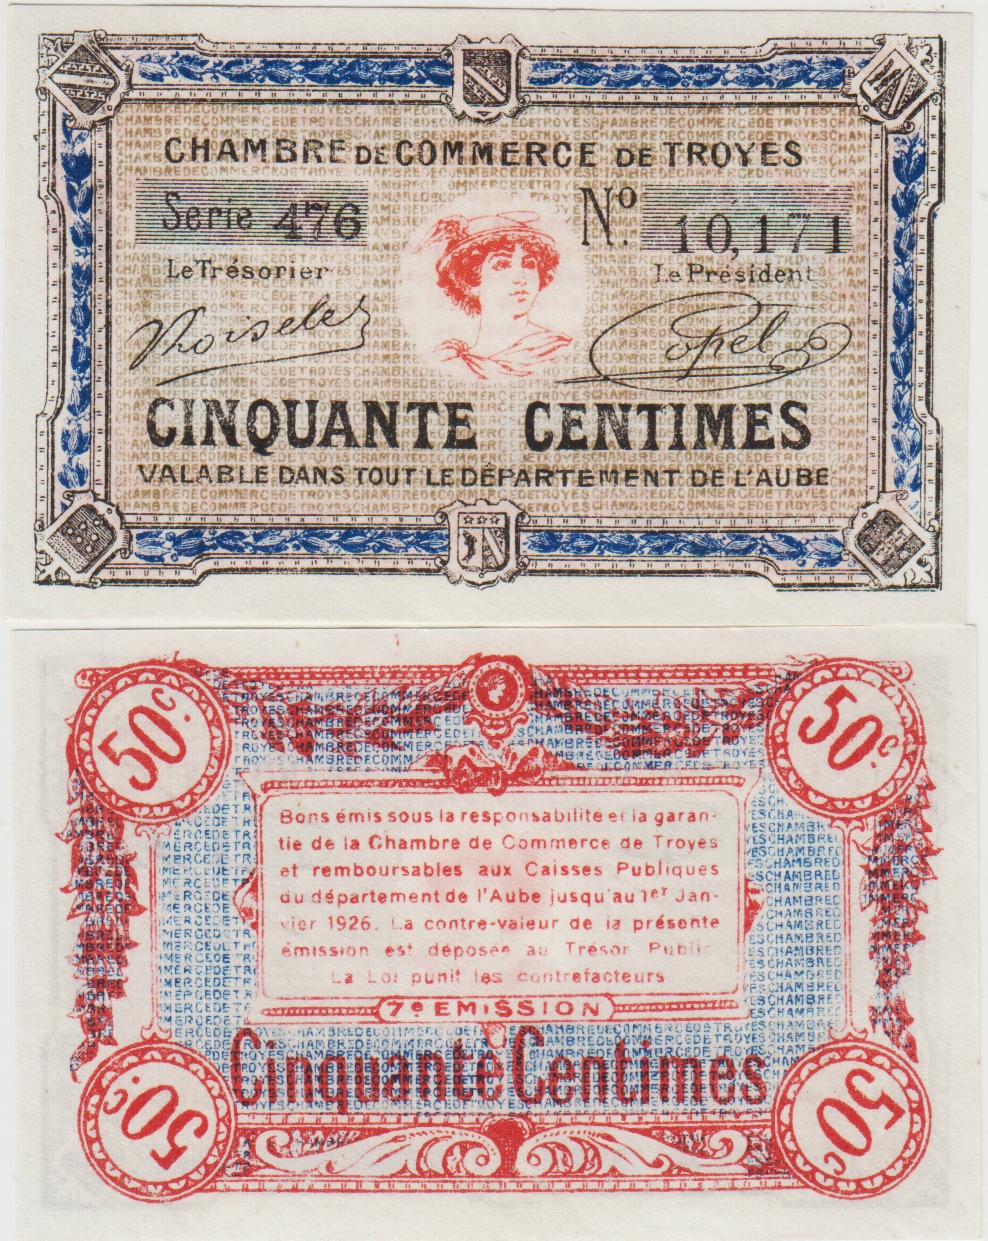 CHAMBRE DE COMMERCE DE TROYES
Serie 476 Nº. 10,171
Le Trésorier Le Président
CINQUANTE CENTIMES
VALABLE DANS TOUT LE DÉPARTEMENT DE L'AUBE
50c. 50c.
Bons émis sous la responsabilité et la garan-
tie de la Chambre de Commerce de Troyes
et remboursables aux Caisses Publiques
du département de l'Aube jusqu'au 1er Jan-
vier 1926. La contre-valeur de la présente
émission est déposée au Trésor Public
La Loi punit les contrefacteurs
7e EMISSION
Cinquante Centimes
50c. 50c.